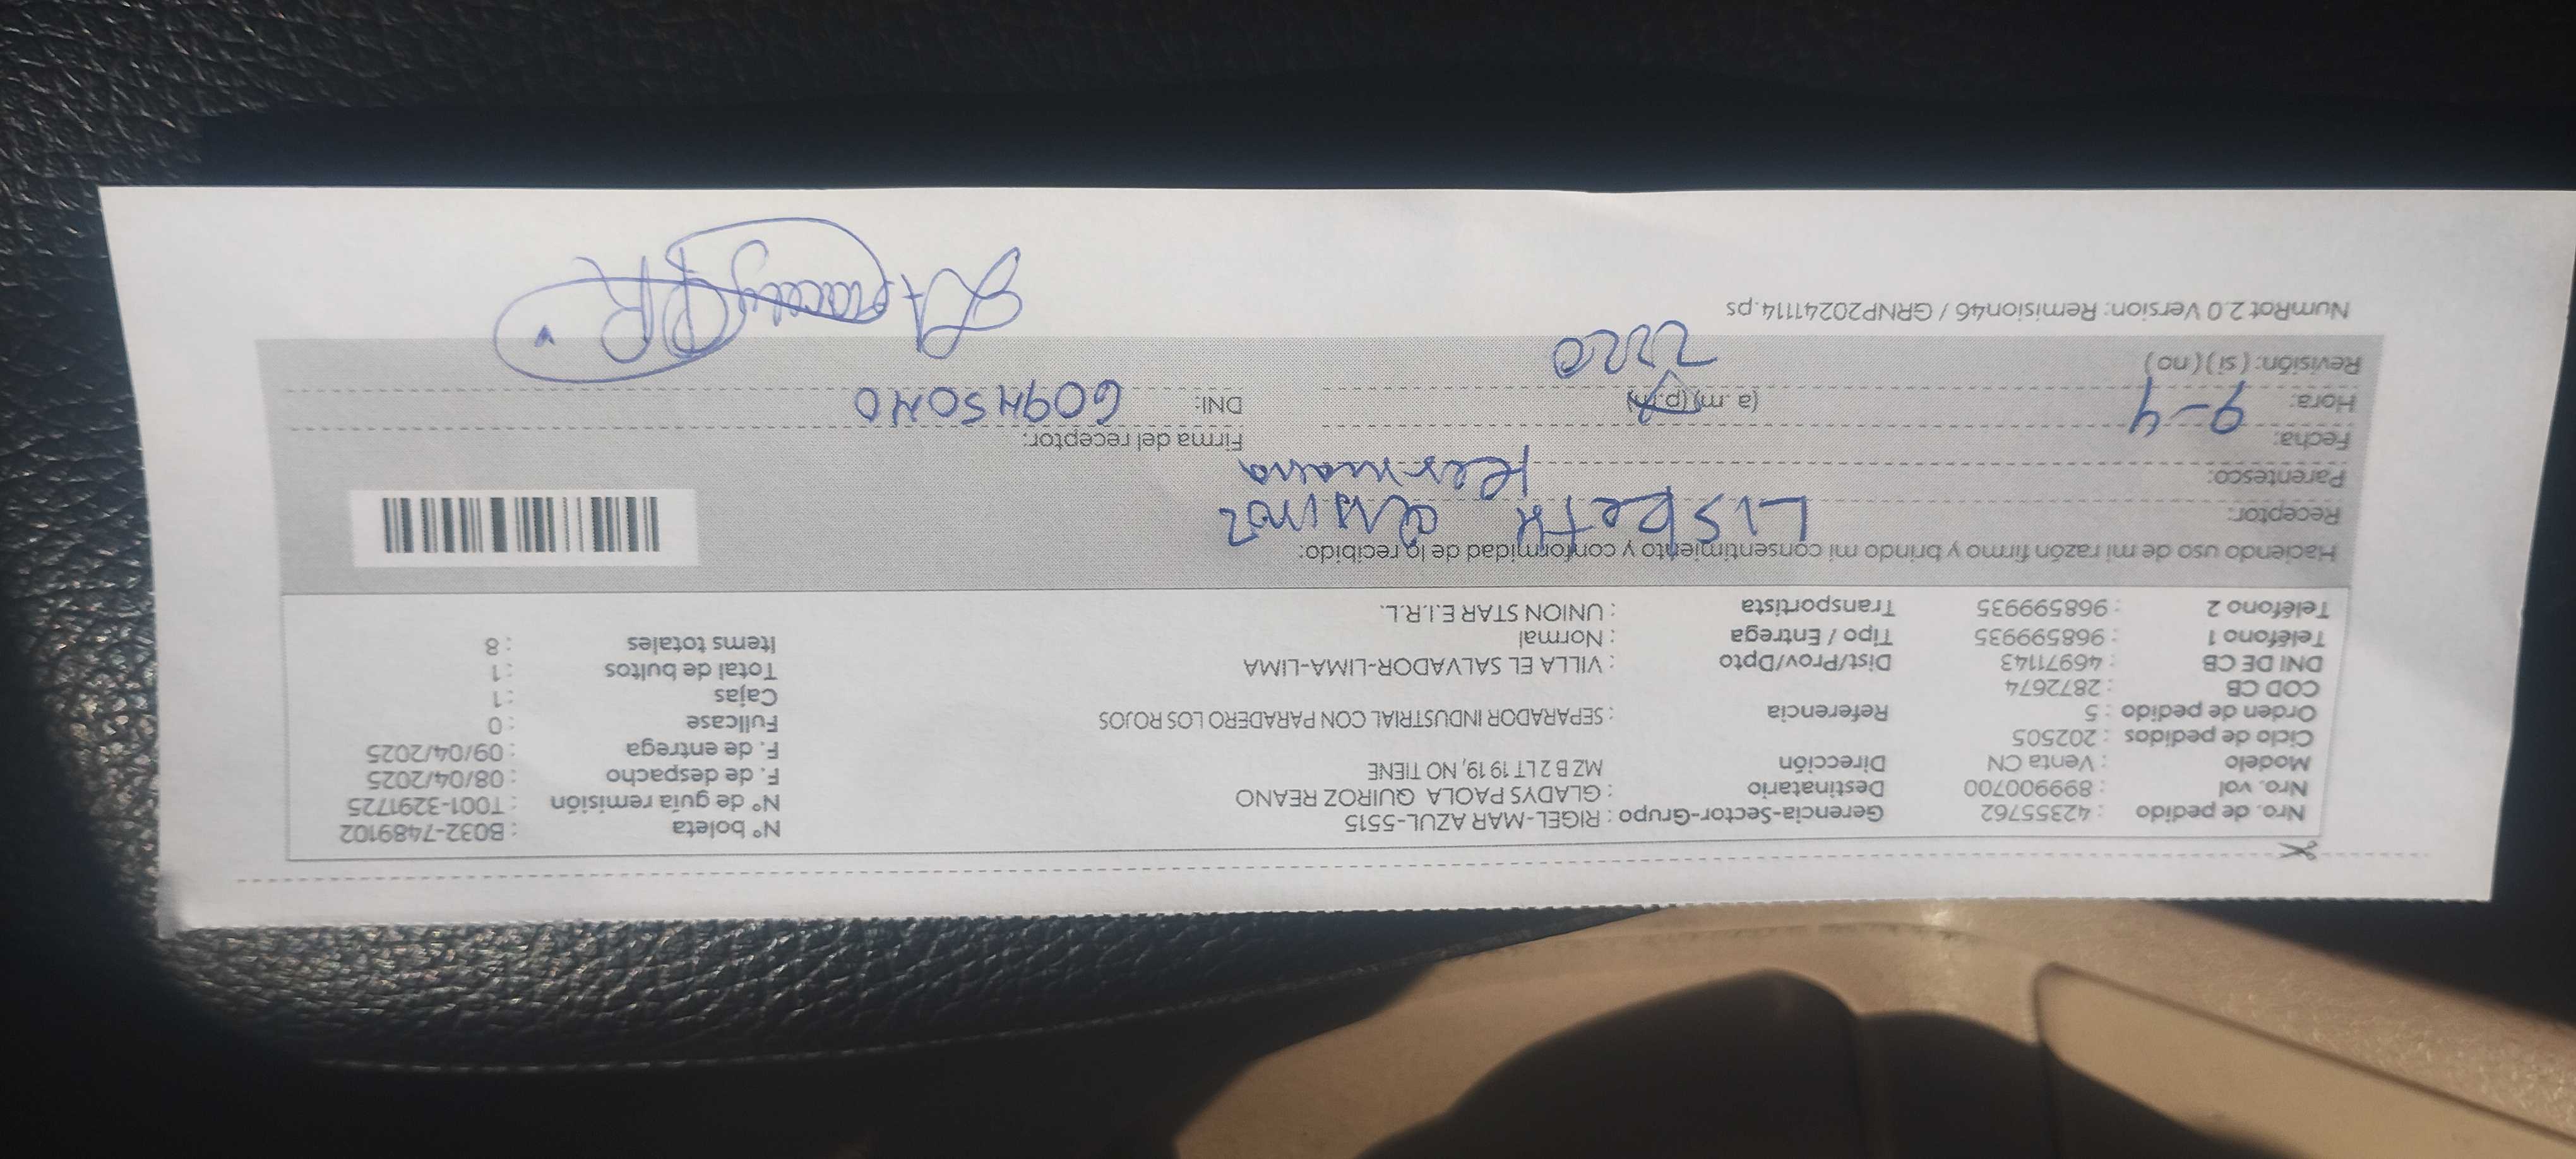 Nro. de pedido : 42355762 Gerencia-Sector-Grupo : RIGEL-MAR AZUL-5515 N° boleta : B032-7489102
Nro. vol : 899900700 Destinatario : GLADYS PAOLA QUIROZ REANO N° de guía remisión : T001-3291725
Modelo : Venta CN Dirección MZ B 2 LT 19 19, NO TIENE F. de despacho : 08/04/2025
Ciclo de pedidos : 202505 F. de entrega : 09/04/2025
Orden de pedido : 5 Referencia : SEPARADOR INDUSTRIAL CON PARADERO LOS ROJOS Fullcase : 0
COD CB : 2872674 Cajas : 1
DNI DE CB : 46971143 Dist/Prov/Dpto : VILLA EL SALVADOR-LIMA-LIMA Total de bultos : 1
Teléfono 1 : 968599935 Tipo / Entrega : Normal Items totales : 8
Teléfono 2 : 968599935 Transportista : UNION STAR E.I.R.L.
Haciendo uso de mi razón firmo y brindo mi consentimiento y conformidad de lo recibido:
Receptor: Lisbeth
Parentesco: Hermana
Fecha: 9-4 Firma del receptor:
Hora: (a .m) (p.m) DNI:
Revisión: ( si ) ( no ) 2220
NumRot 2.0 Version: Remision46 / GRNP20241114.ps